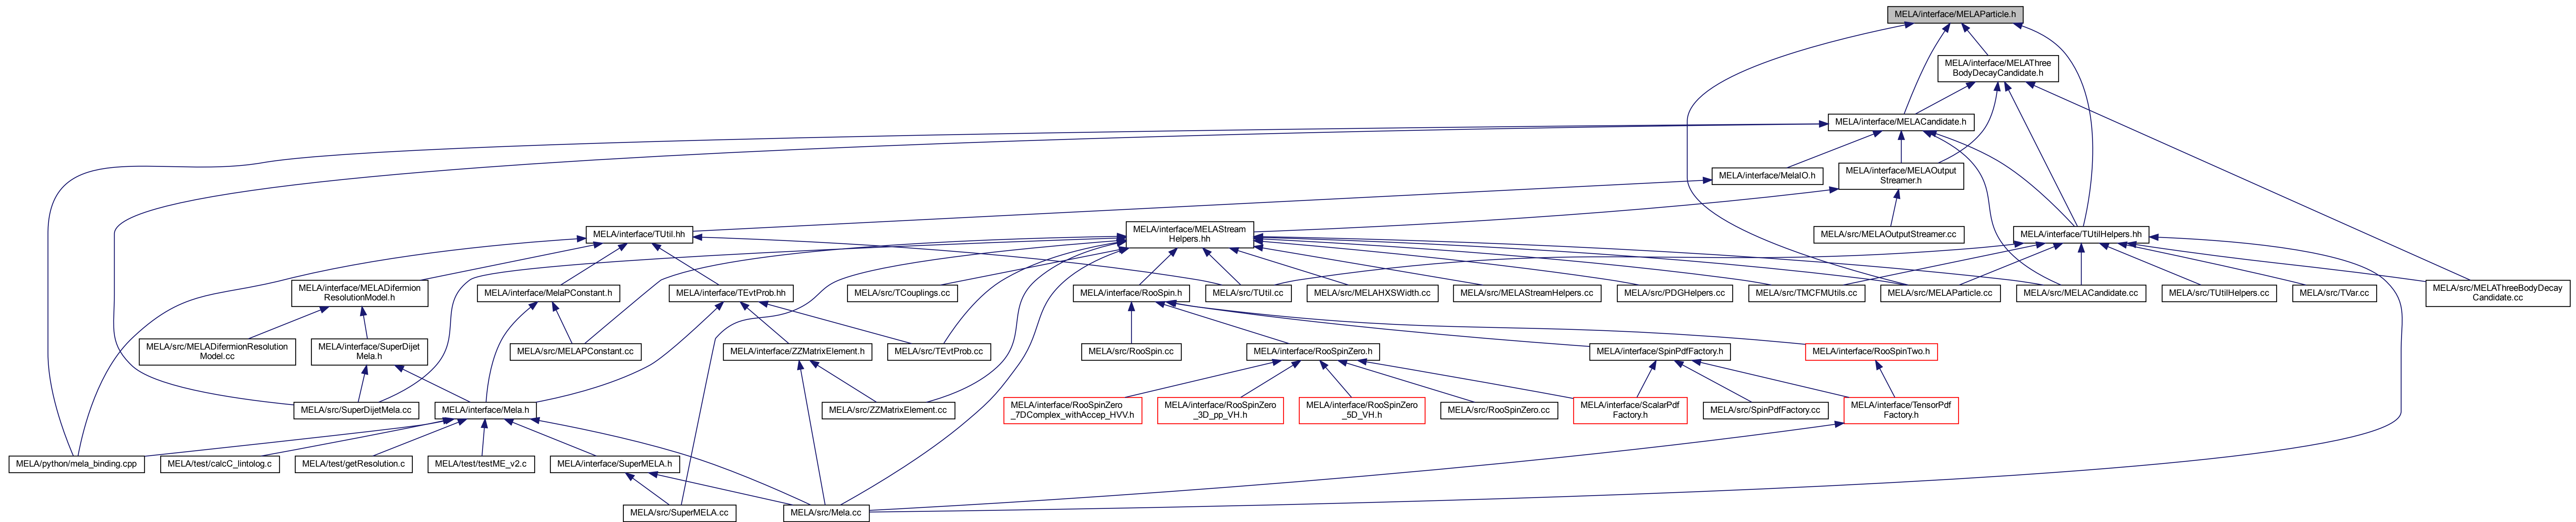 MELA/interface/MELAParticle.h
MELA/interface/MELAThree
BodyDecayCandidate.h
MELA/interface/MELACandidate.h
MELA/interface/MelaIO.h
MELA/interface/MELAOutput
Streamer.h
MELA/interface/TUtil.hh
MELA/interface/MELAStream
Helpers.hh
MELA/src/MELAOutputStreamer.cc
MELA/interface/TUtilHelpers.hh
MELA/interface/MELADifermion
ResolutionModel.h
MELA/interface/MelaPConstant.h
MELA/interface/TEvtProb.hh
MELA/src/TCouplings.cc
MELA/interface/RooSpin.h
MELA/src/TUtil.cc
MELA/src/MELAHXSWidth.cc
MELA/src/MELAStreamHelpers.cc
MELA/src/PDGHelpers.cc
MELA/src/TMCFMUtils.cc
MELA/src/MELAParticle.cc
MELA/src/MELACandidate.cc
MELA/src/TUtilHelpers.cc
MELA/src/TVar.cc
MELA/src/MELAThreeBodyDecay
Candidate.cc
MELA/src/MELADifermionResolution
Model.cc
MELA/interface/SuperDijet
Mela.h
MELA/src/MELAPConstant.cc
MELA/interface/ZZMatrixElement.h
MELA/src/TEvtProb.cc
MELA/src/RooSpin.cc
MELA/interface/RooSpinZero.h
MELA/interface/SpinPdfFactory.h
MELA/interface/RooSpinTwo.h
MELA/src/SuperDijetMela.cc
MELA/interface/Mela.h
MELA/src/ZZMatrixElement.cc
MELA/interface/RooSpinZero
_7DComplex_withAccep_HVV.h
MELA/interface/RooSpinZero
_3D_pp_VH.h
MELA/interface/RooSpinZero
_5D_VH.h
MELA/src/RooSpinZero.cc
MELA/interface/ScalarPdf
Factory.h
MELA/src/SpinPdfFactory.cc
MELA/interface/TensorPdf
Factory.h
MELA/python/mela_binding.cpp
MELA/test/calcC_lintolog.c
MELA/test/getResolution.c
MELA/test/testME_v2.c
MELA/interface/SuperMELA.h
MELA/src/SuperMELA.cc
MELA/src/Mela.cc